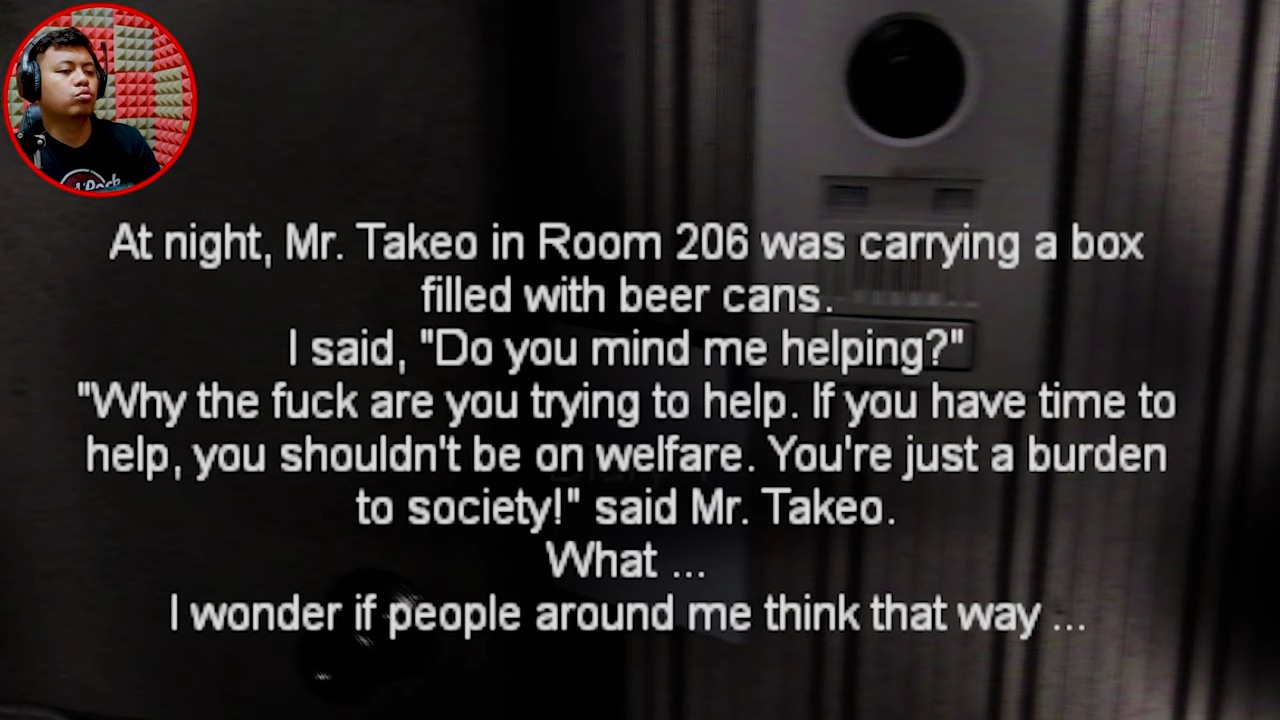 At night, Mr. Takeo in Room 206 was carrying a box
filled with beer cans.
I said, "Do you mind me helping?"
"Why the fuck are you trying to help. If you have time to
help, you shouldn't be on welfare. You're just a burden
to society!" said Mr. Takeo.
What ...
I wonder if people around me think that way ...